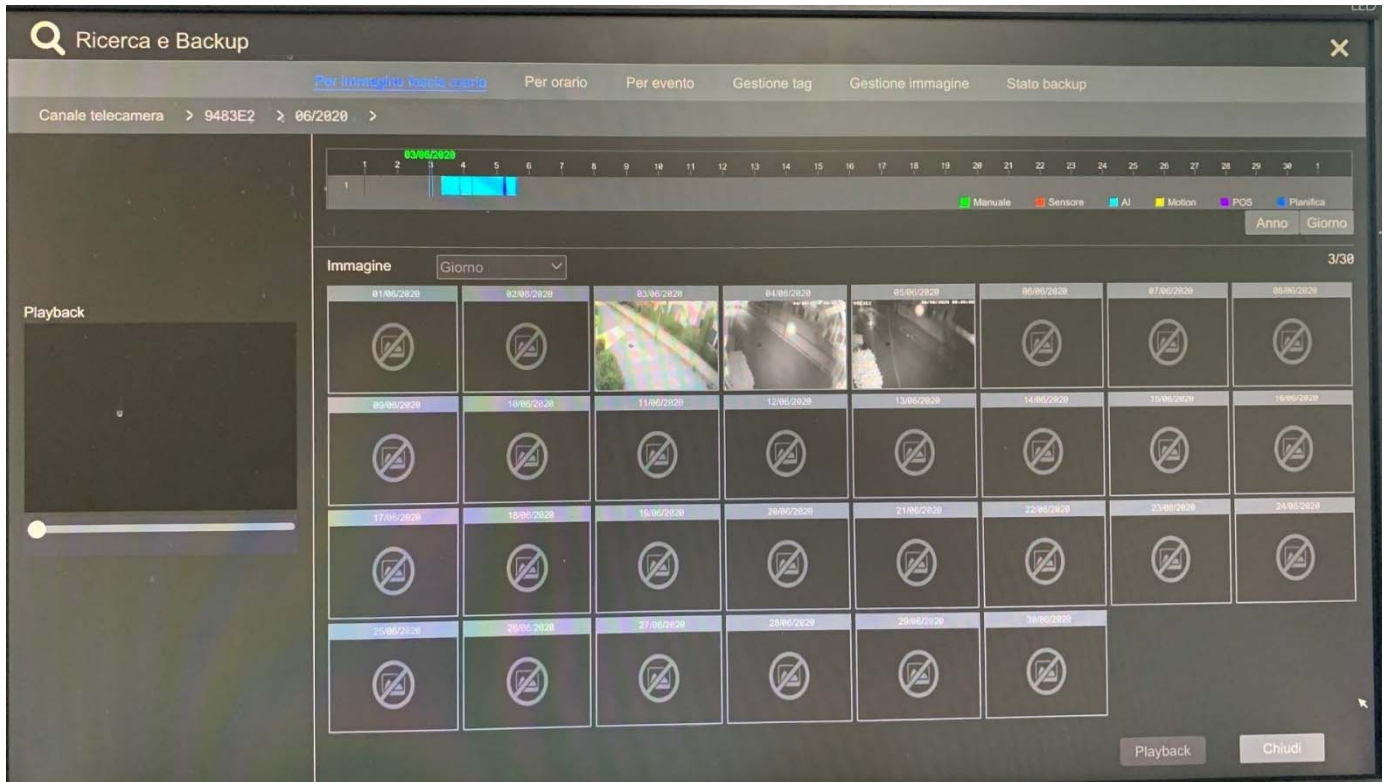 LED
Ricerca e Backup
Per immagine fascia oraria Per orario Per evento Gestione tag Gestione immagine Stato backup
Canale telecamera > 9483E2 > 06/2020 >
03/06/2020
1 2 3 4 5 6 7 8 9 10 11 12 13 14 15 16 17 18 19 20 21 22 23 24 25 26 27 28 29 30 1
1
Manuale Sensore AI Motion POS Pianifica
Anno Giorno
Immagine Giorno 3/30
Playback
01/06/2020 02/06/2020 03/06/2020 04/06/2020 05/06/2020 06/06/2020 07/06/2020 08/06/2020
09/06/2020 10/06/2020 11/06/2020 12/06/2020 13/06/2020 14/06/2020 15/06/2020 16/06/2020
17/06/2020 18/06/2020 19/06/2020 20/06/2020 21/06/2020 22/06/2020 23/06/2020 24/06/2020
25/06/2020 26/06/2020 27/06/2020 28/06/2020 29/06/2020 30/06/2020
Playback Chiudi